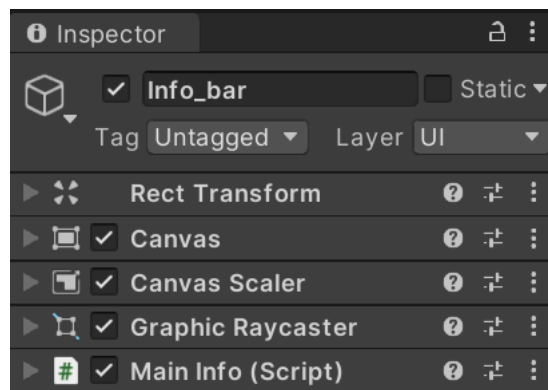 Inspector
Info_bar Static
Tag Untagged Layer UI
Rect Transform
Canvas
Canvas Scaler
Graphic Raycaster
# Main Info (Script)